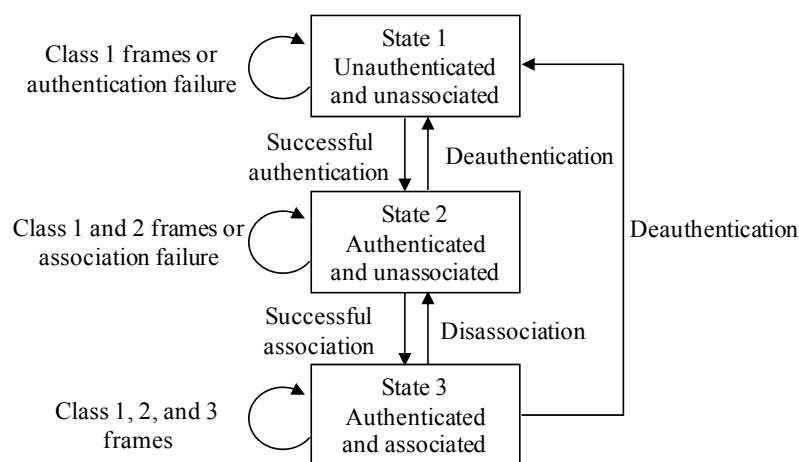 State 1
Unauthenticated
and unassociated
Class 1 frames or
authentication failure
Successful
authentication
Deauthentication
State 2
Authenticated
and unassociated
Class 1 and 2 frames or
association failure
Deauthentication
Successful
association
Disassociation
State 3
Authenticated
and associated
Class 1, 2, and 3
frames